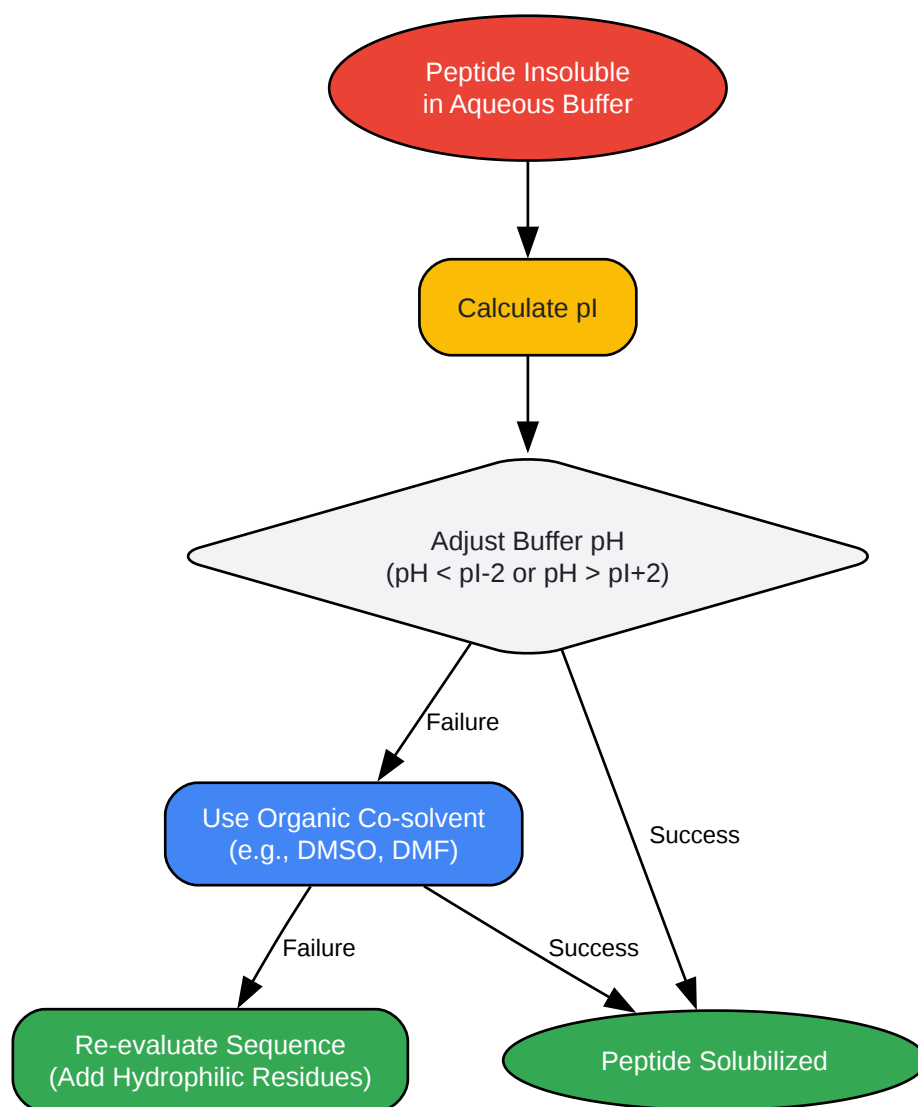 Peptide Insoluble
in Aqueous Buffer
Calculate pI
Adjust Buffer pH
(pH < pI-2 or pH > pI+2)
Failure
Use Organic Co-solvent
(e.g., DMSO, DMF)
Success
Failure
Success
Re-evaluate Sequence
(Add Hydrophilic Residues)
Peptide Solubilized